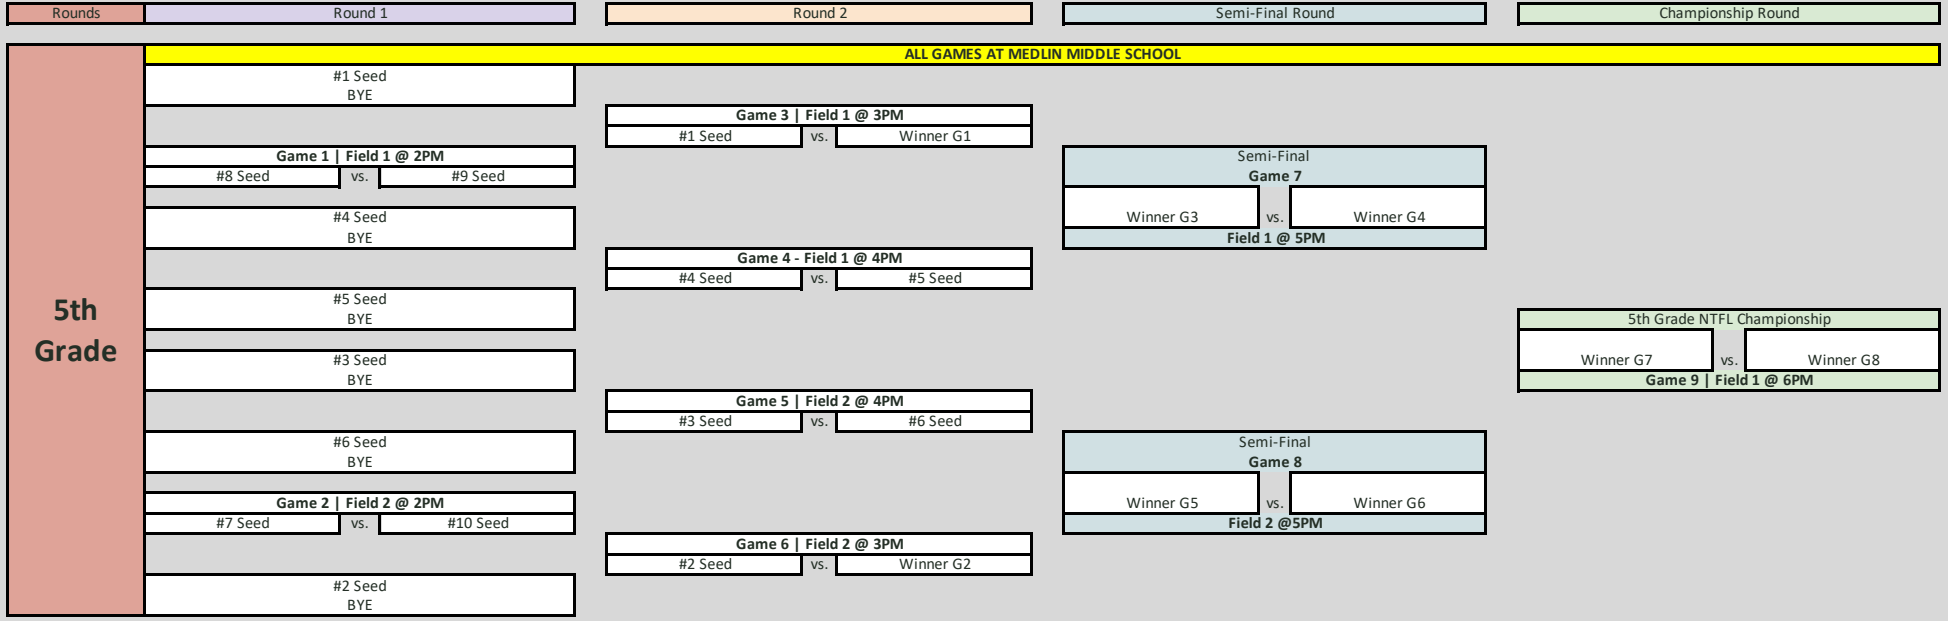 Rounds Round 1 Round 2 Semi-Final Round Championship Round
ALL GAMES AT MEDLIN MIDDLE SCHOOL
5th
Grade
#1 Seed
BYE
Game 1 | Field 1 @ 2PM
#8 Seed vs. #9 Seed
#4 Seed
BYE
#5 Seed
BYE
#3 Seed
BYE
#6 Seed
BYE
Game 2 | Field 2 @ 2PM
#7 Seed vs. #10 Seed
#2 Seed
BYE
Game 3 | Field 1 @ 3PM
#1 Seed vs. Winner G1
Game 4 - Field 1 @ 4PM
#4 Seed vs. #5 Seed
Game 5 | Field 2 @ 4PM
#3 Seed vs. #6 Seed
Game 6 | Field 2 @ 3PM
#2 Seed vs. Winner G2
Semi-Final
Game 7
Winner G3 vs. Winner G4
Field 1 @ 5PM
Semi-Final
Game 8
Winner G5 vs. Winner G6
Field 2 @5PM
5th Grade NTFL Championship
Winner G7 vs. Winner G8
Game 9 | Field 1 @ 6PM